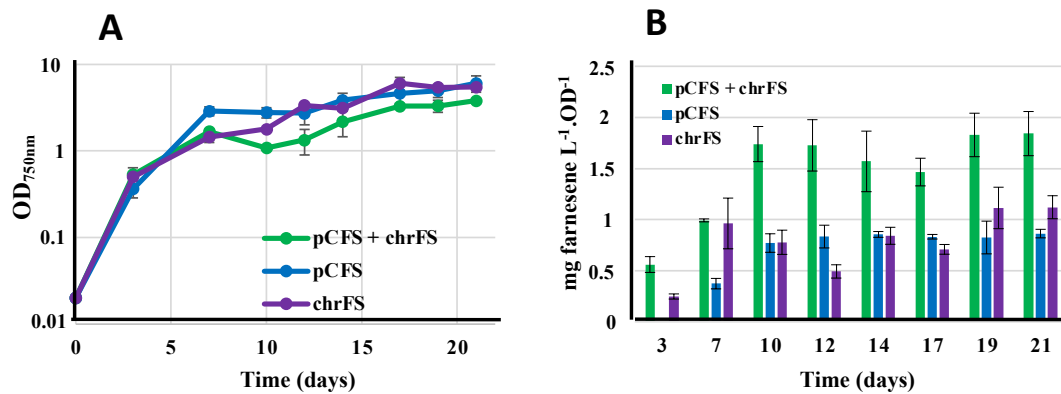 A
10
1
0.1
0.01
OD750nm
0
5
10
15
20
Time (days)
pCFS + chrFS
pCFS
chrFS
B
2.5
2
1.5
1
0.5
0
mg farnesene L-1.OD-1
pCFS + chrFS
pCFS
chrFS
3 7 10 12 14 17 19 21
Time (days)